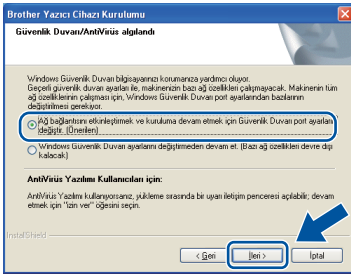 Brother Yazıcı Cihazı Kurulumu
Güvenlik Duvarı/AntiVirüs algılandı
Windows Güvenlik Duvarı bilgisayarınızı korumanıza yardımcı oluyor.
Geçerli güvenlik duvarı ayarları ile, makinenizin bazı ağ özellikleri çalışmayacak. Makinenin tüm
ağ özelliklerinin çalışması için, Windows Güvenlik Duvarı port ayarlarından bazılarının
değiştirilmesi gerekiyor.
Ağ bağlantısını etkinleştirmek ve kuruluma devam etmek için Güvenlik Duvarı port ayarlarını
değiştir. (Önerilen)
Windows Güvenlik Duvarı ayarlarını değiştirmeden devam et. (Bazı ağ özellikleri devre dışı
kalacak)
AntiVirüs Yazılımı Kullanıcıları için:
AntiVirüs Yazılımı kullanıyorsanız, yükleme sırasında bir uyarı iletişim penceresi açılabilir; devam
etmek için "izin ver" öğesini seçin.
InstallShield
< Geri
İleri >
İptal